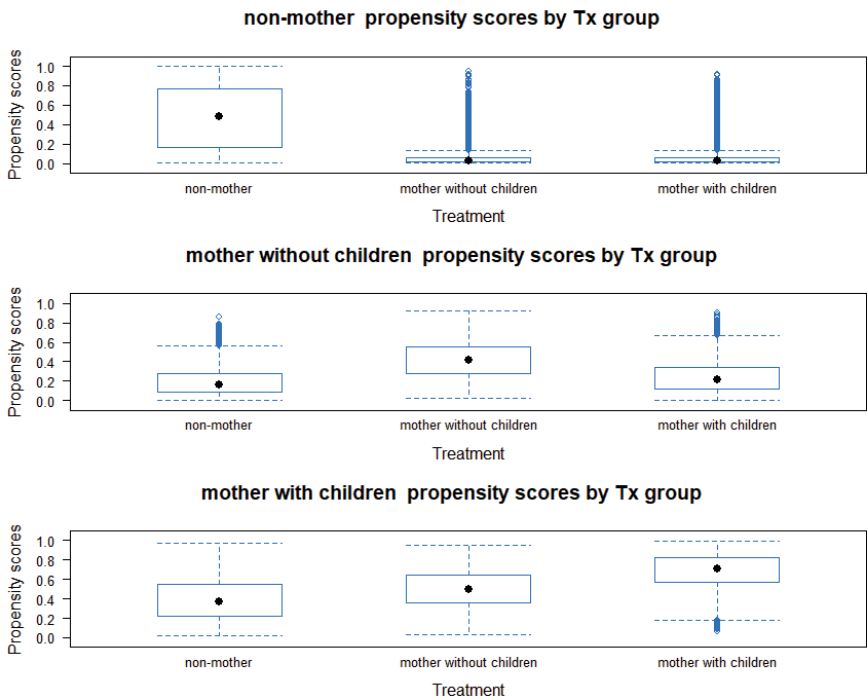 non-mother propensity scores by Tx group
Propensity scores
1.0
0.8
0.6
0.4
0.2
0.0
non-mother mother without children mother with children
Treatment
mother without children propensity scores by Tx group
Propensity scores
1.0
0.8
0.6
0.4
0.2
0.0
non-mother mother without children mother with children
Treatment
mother with children propensity scores by Tx group
Propensity scores
1.0
0.8
0.6
0.4
0.2
0.0
non-mother mother without children mother with children
Treatment